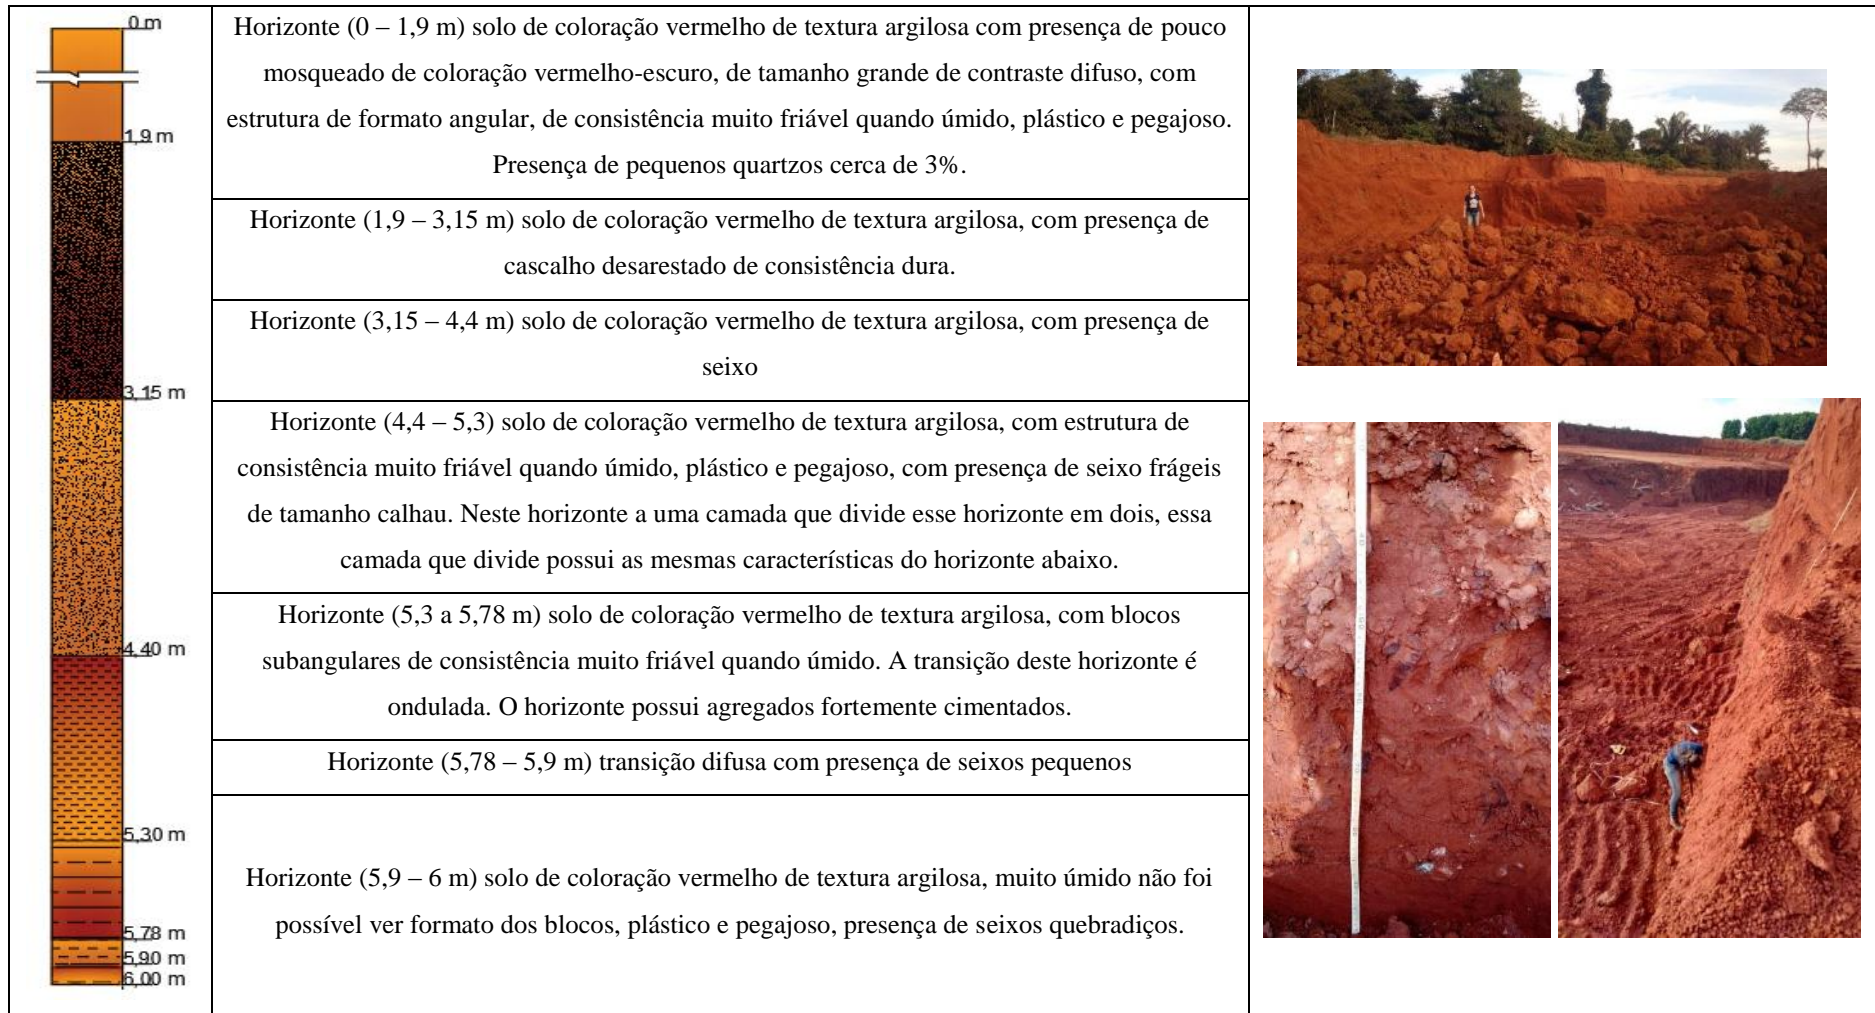 0 m
1,9 m
3,15 m
4,40 m
5,30 m
5,78 m
5,90 m
6,00 m
Horizonte (0 – 1,9 m) solo de coloração vermelho de textura argilosa com presença de pouco
mosqueado de coloração vermelho-escuro, de tamanho grande de contraste difuso, com
estrutura de formato angular, de consistência muito friável quando úmido, plástico e pegajoso.
Presença de pequenos quartzos cerca de 3%.
Horizonte (1,9 – 3,15 m) solo de coloração vermelho de textura argilosa, com presença de
cascalho desarestado de consistência dura.
Horizonte (3,15 – 4,4 m) solo de coloração vermelho de textura argilosa, com presença de
seixo
Horizonte (4,4 – 5,3) solo de coloração vermelho de textura argilosa, com estrutura de
consistência muito friável quando úmido, plástico e pegajoso, com presença de seixo frágeis
de tamanho calhau. Neste horizonte a uma camada que divide esse horizonte em dois, essa
camada que divide possui as mesmas características do horizonte abaixo.
Horizonte (5,3 a 5,78 m) solo de coloração vermelho de textura argilosa, com blocos
subangulares de consistência muito friável quando úmido. A transição deste horizonte é
ondulada. O horizonte possui agregados fortemente cimentados.
Horizonte (5,78 – 5,9 m) transição difusa com presença de seixos pequenos
Horizonte (5,9 – 6 m) solo de coloração vermelho de textura argilosa, muito úmido não foi
possível ver formato dos blocos, plástico e pegajoso, presença de seixos quebradiços.